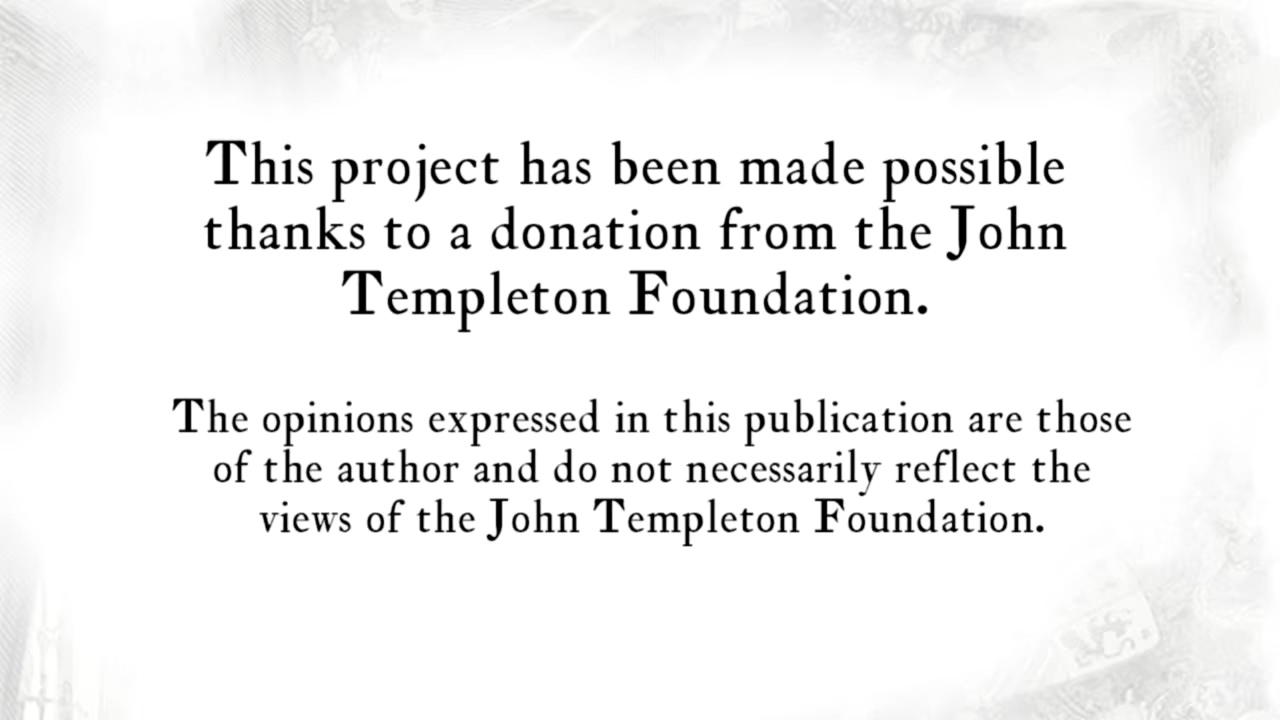 This project has been made possible
thanks to a donation from the John
Templeton Foundation.
The opinions expressed in this publication are those
of the author and do not necessarily reflect the
views of the John Templeton Foundation.